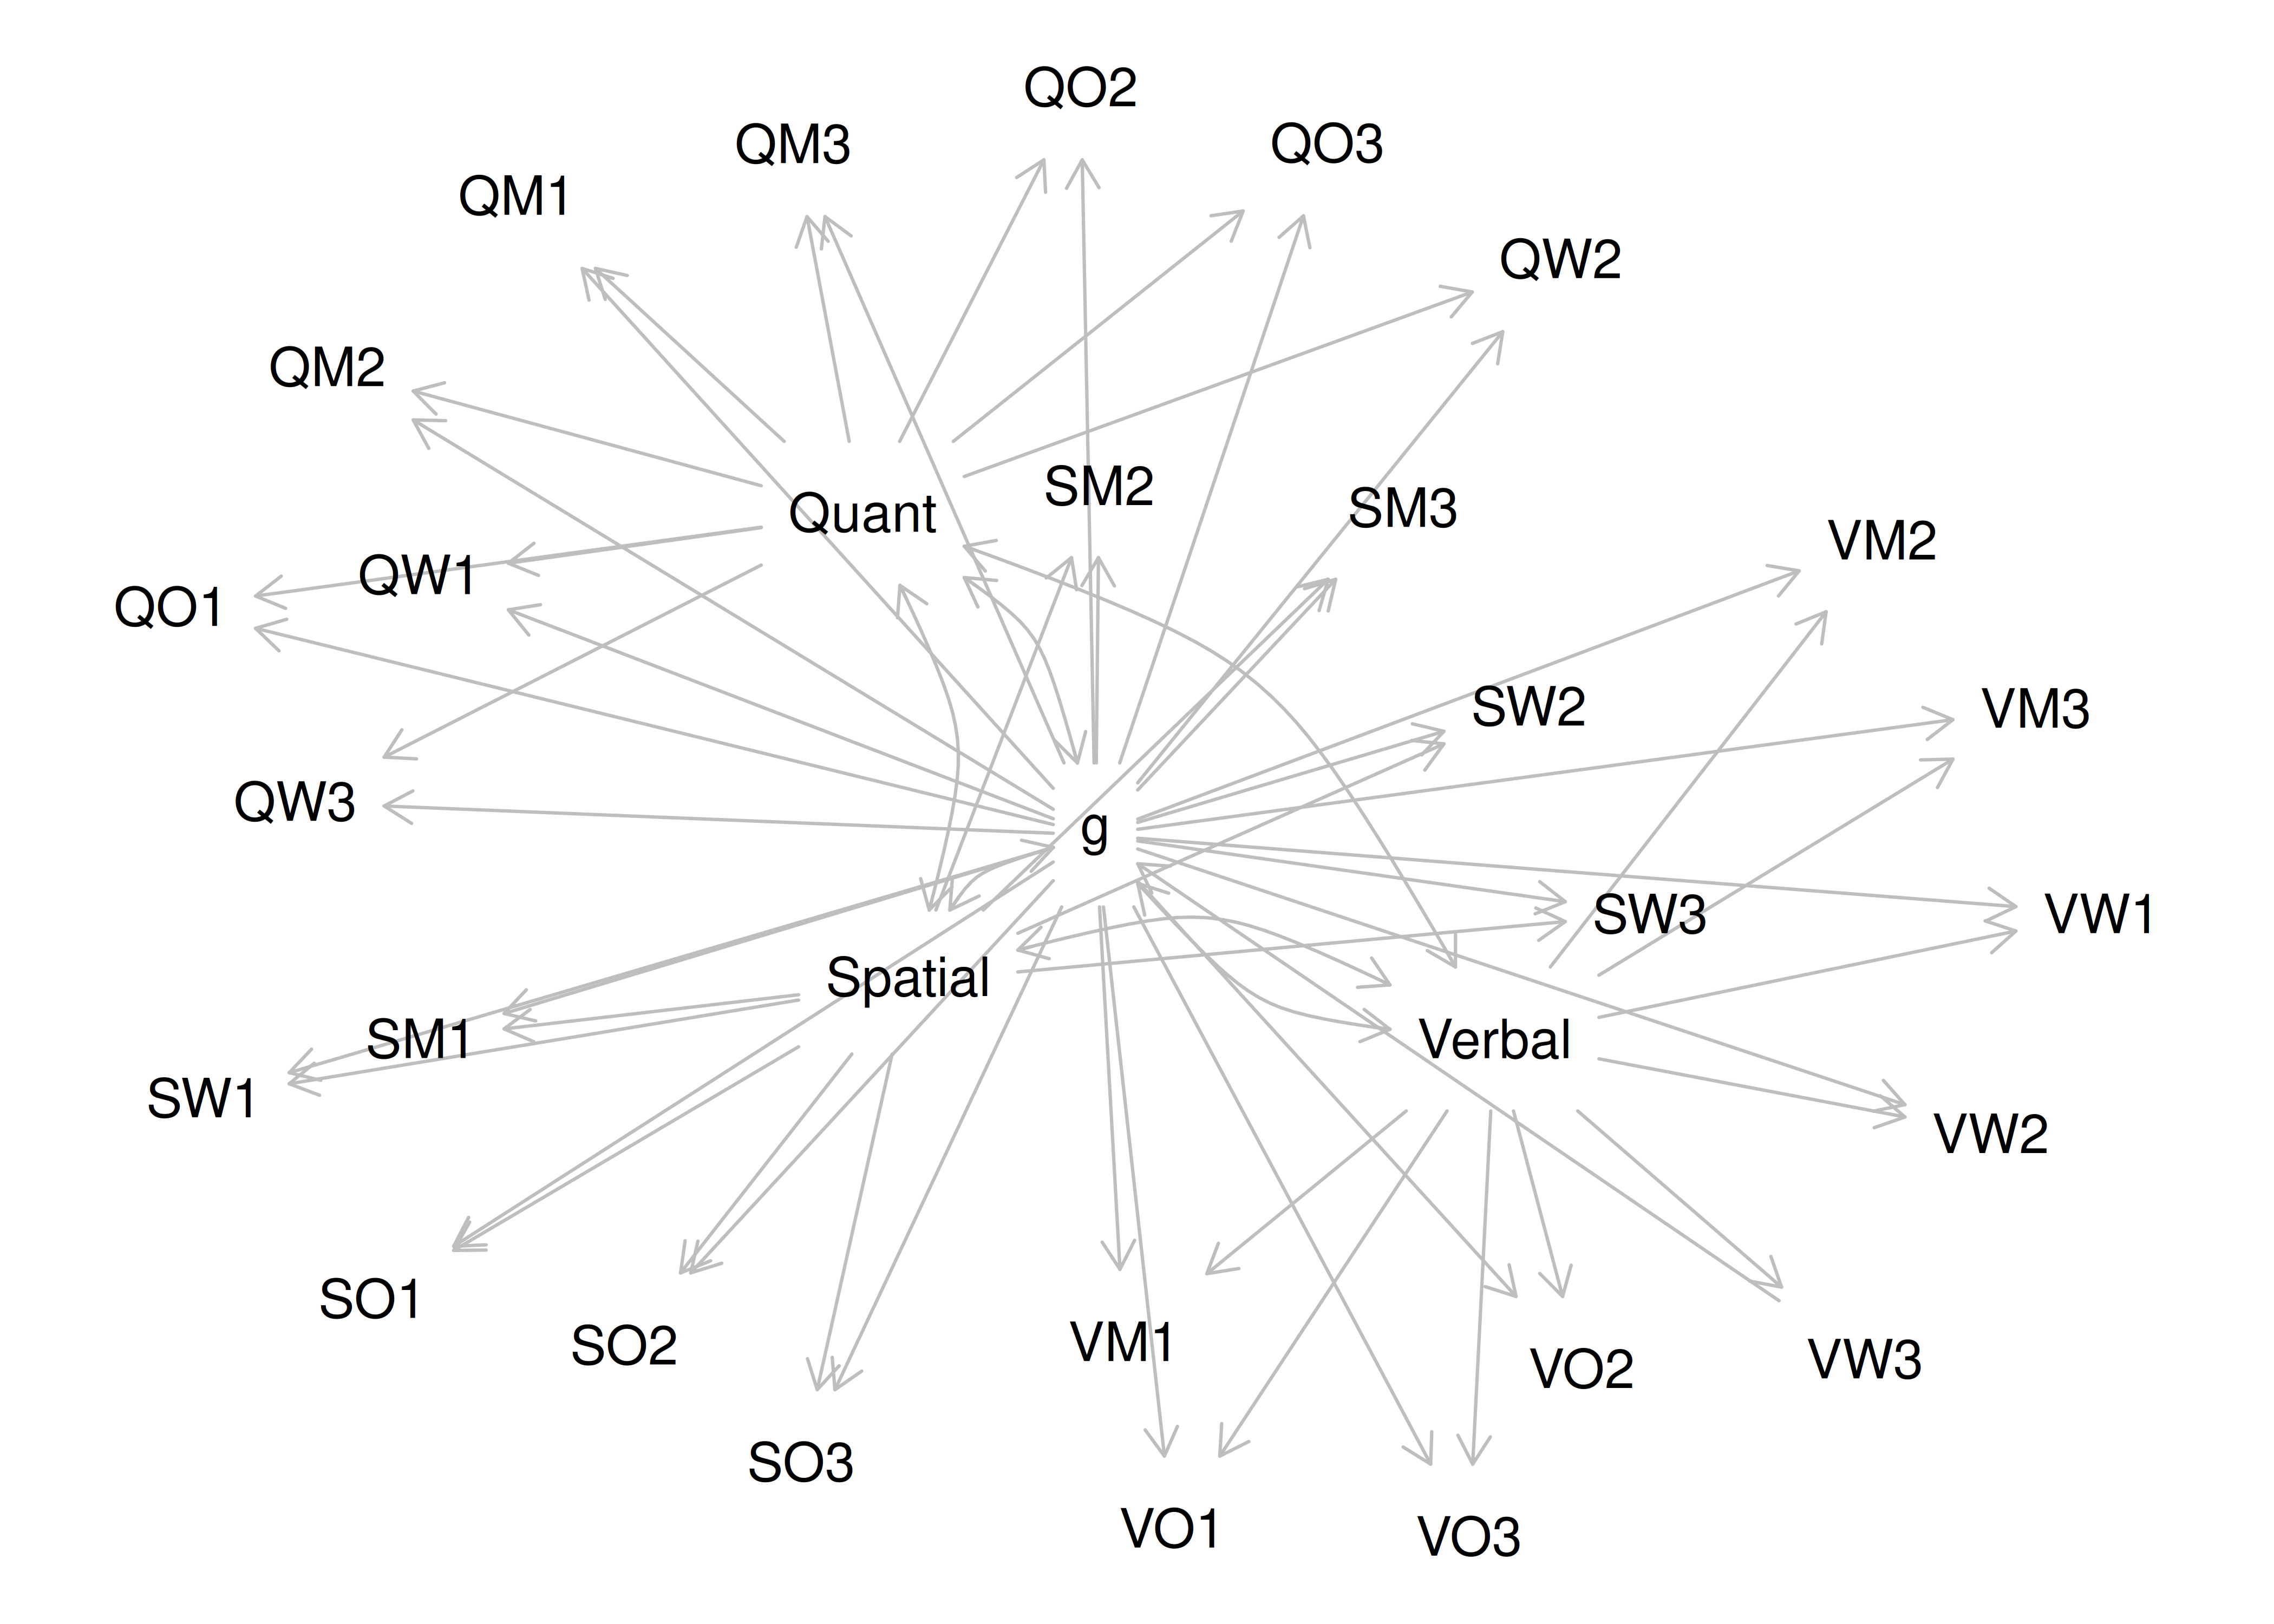 QO2
QM3
QO3
QM1
QW2
QM2
SM2
SM3
Quant
VM2
QW1
QO1
SW2
VM3
QW3
g
SW3
VW1
Spatial
SM1
Verbal
SW1
VW2
SO1
SO2
VM1
VO2
VW3
SO3
VO1
VO3